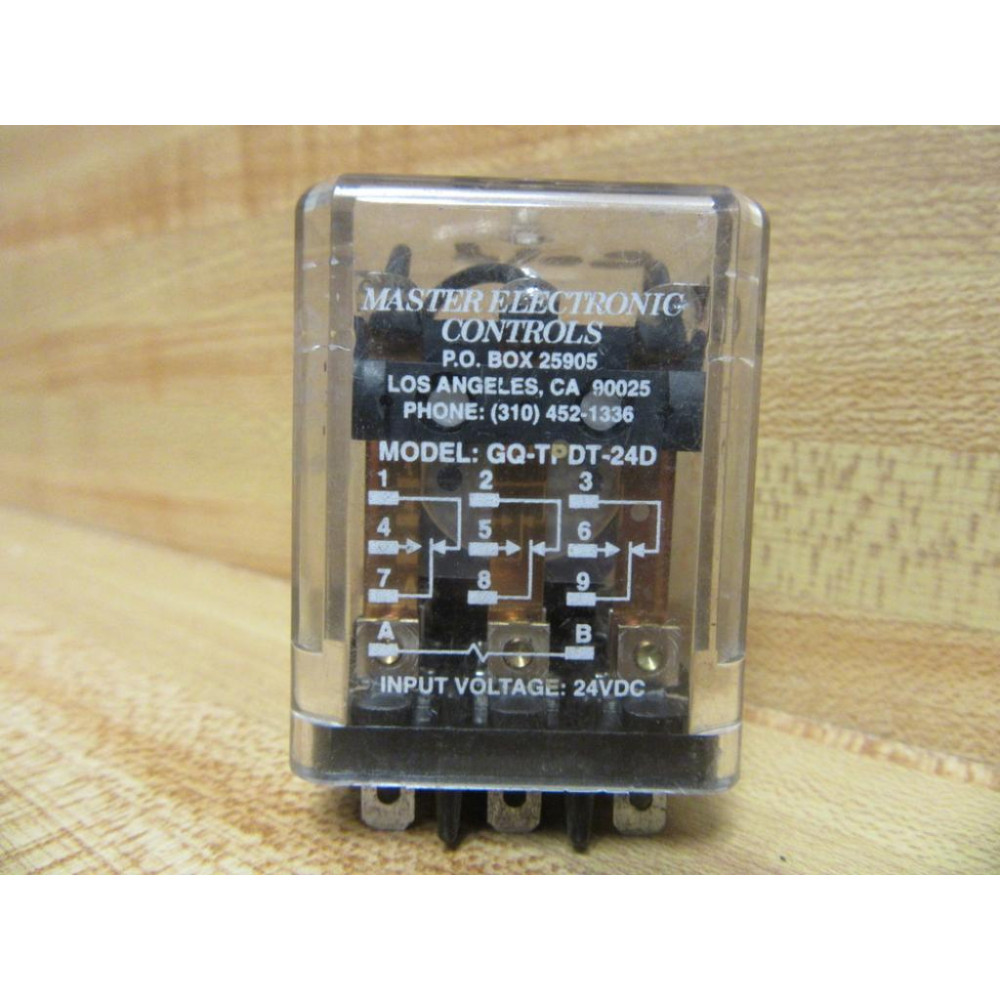 MASTER ELECTRONIC
CONTROLS
P.O. BOX 25905
LOS ANGELES, CA 90025
PHONE: (310) 452-1336
MODEL: GQ-TPDT-24D
1 2 3
4 5 6
7 8 9
A B
INPUT VOLTAGE: 24VDC